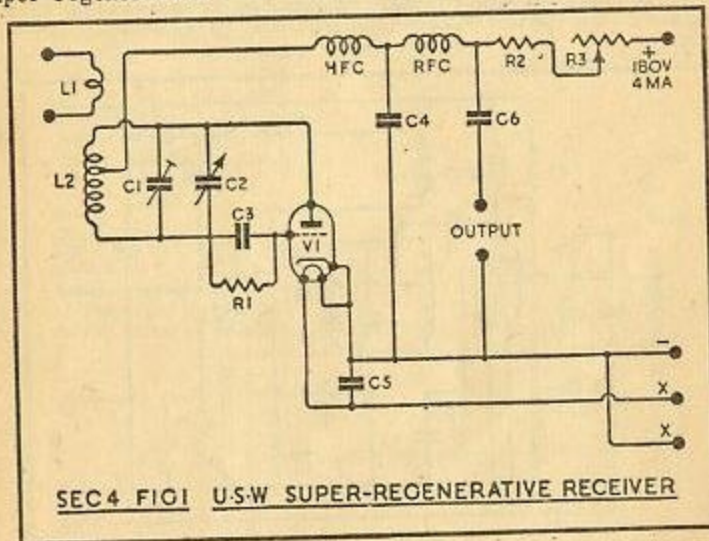 HFC
RFC
R2
R3
+
180V
4MA
L1
C4
C6
L2
C1
C2
C3
V1
OUTPUT
R1
C5
–
X
X
SEC4 FIG1 U·S·W SUPER-REGENERATIVE RECEIVER